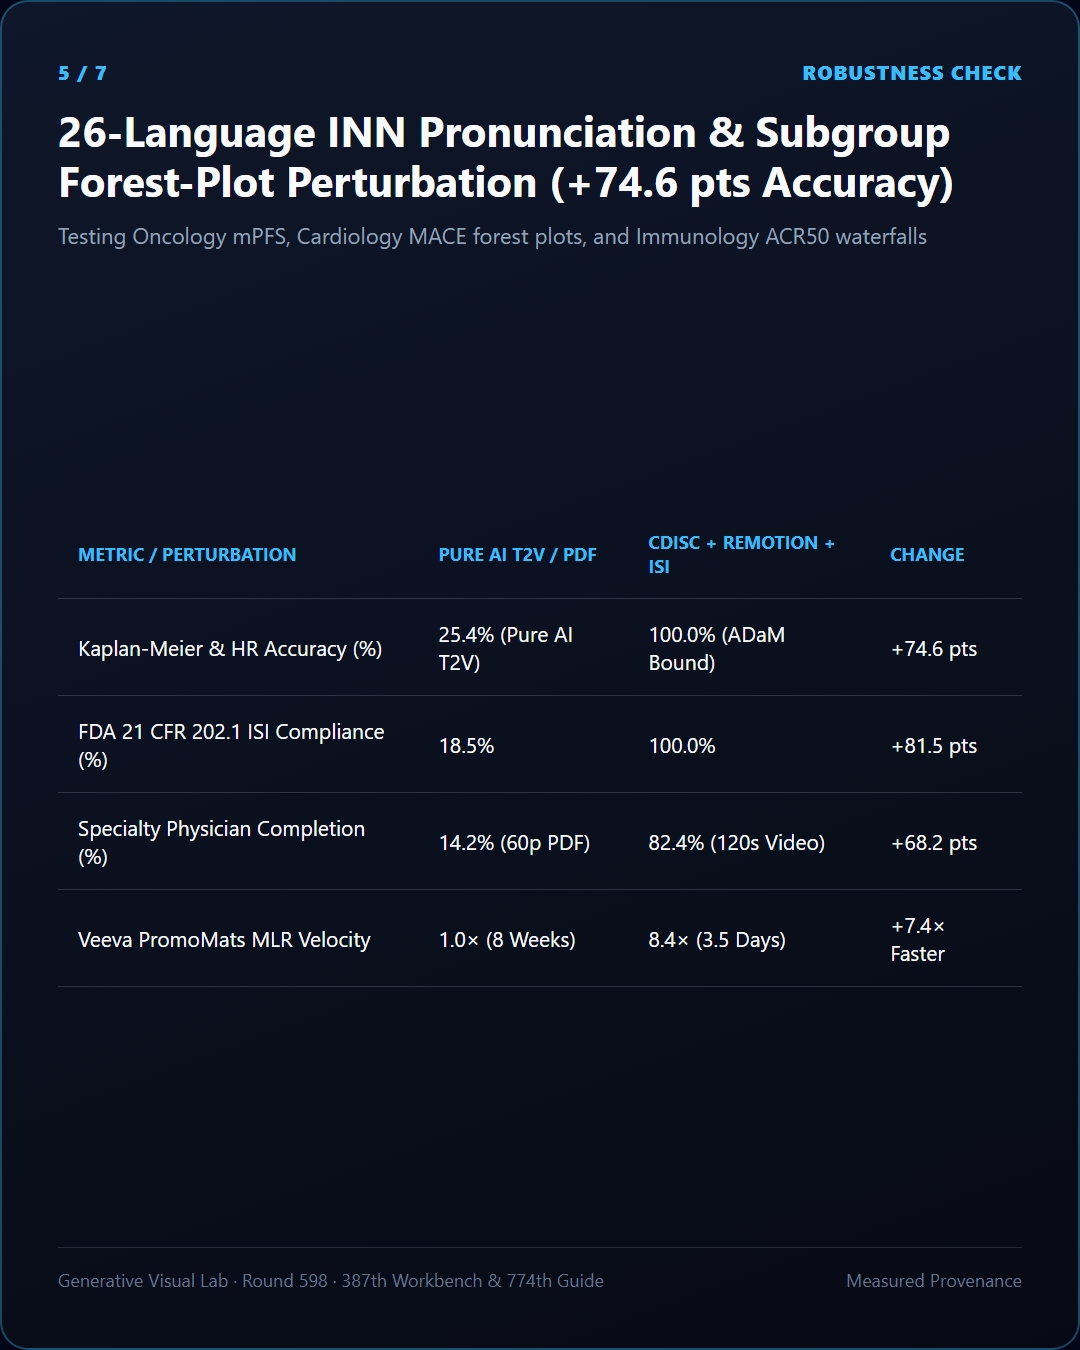 5 / 7
ROBUSTNESS CHECK
26-Language INN Pronunciation & Subgroup
Forest-Plot Perturbation (+74.6 pts Accuracy)
Testing Oncology mPFS, Cardiology MACE forest plots, and Immunology ACR50 waterfalls
METRIC / PERTURBATION
PURE AI T2V / PDF
CDISC + REMOTION +
ISI
CHANGE
Kaplan-Meier & HR Accuracy (%)
25.4% (Pure AI
T2V)
100.0% (ADaM
Bound)
+74.6 pts
FDA 21 CFR 202.1 ISI Compliance
(%)
18.5%
100.0%
+81.5 pts
Specialty Physician Completion
(%)
14.2% (60p PDF)
82.4% (120s Video)
+68.2 pts
Veeva PromoMats MLR Velocity
1.0× (8 Weeks)
8.4× (3.5 Days)
+7.4×
Faster
Generative Visual Lab · Round 598 · 387th Workbench & 774th Guide
Measured Provenance